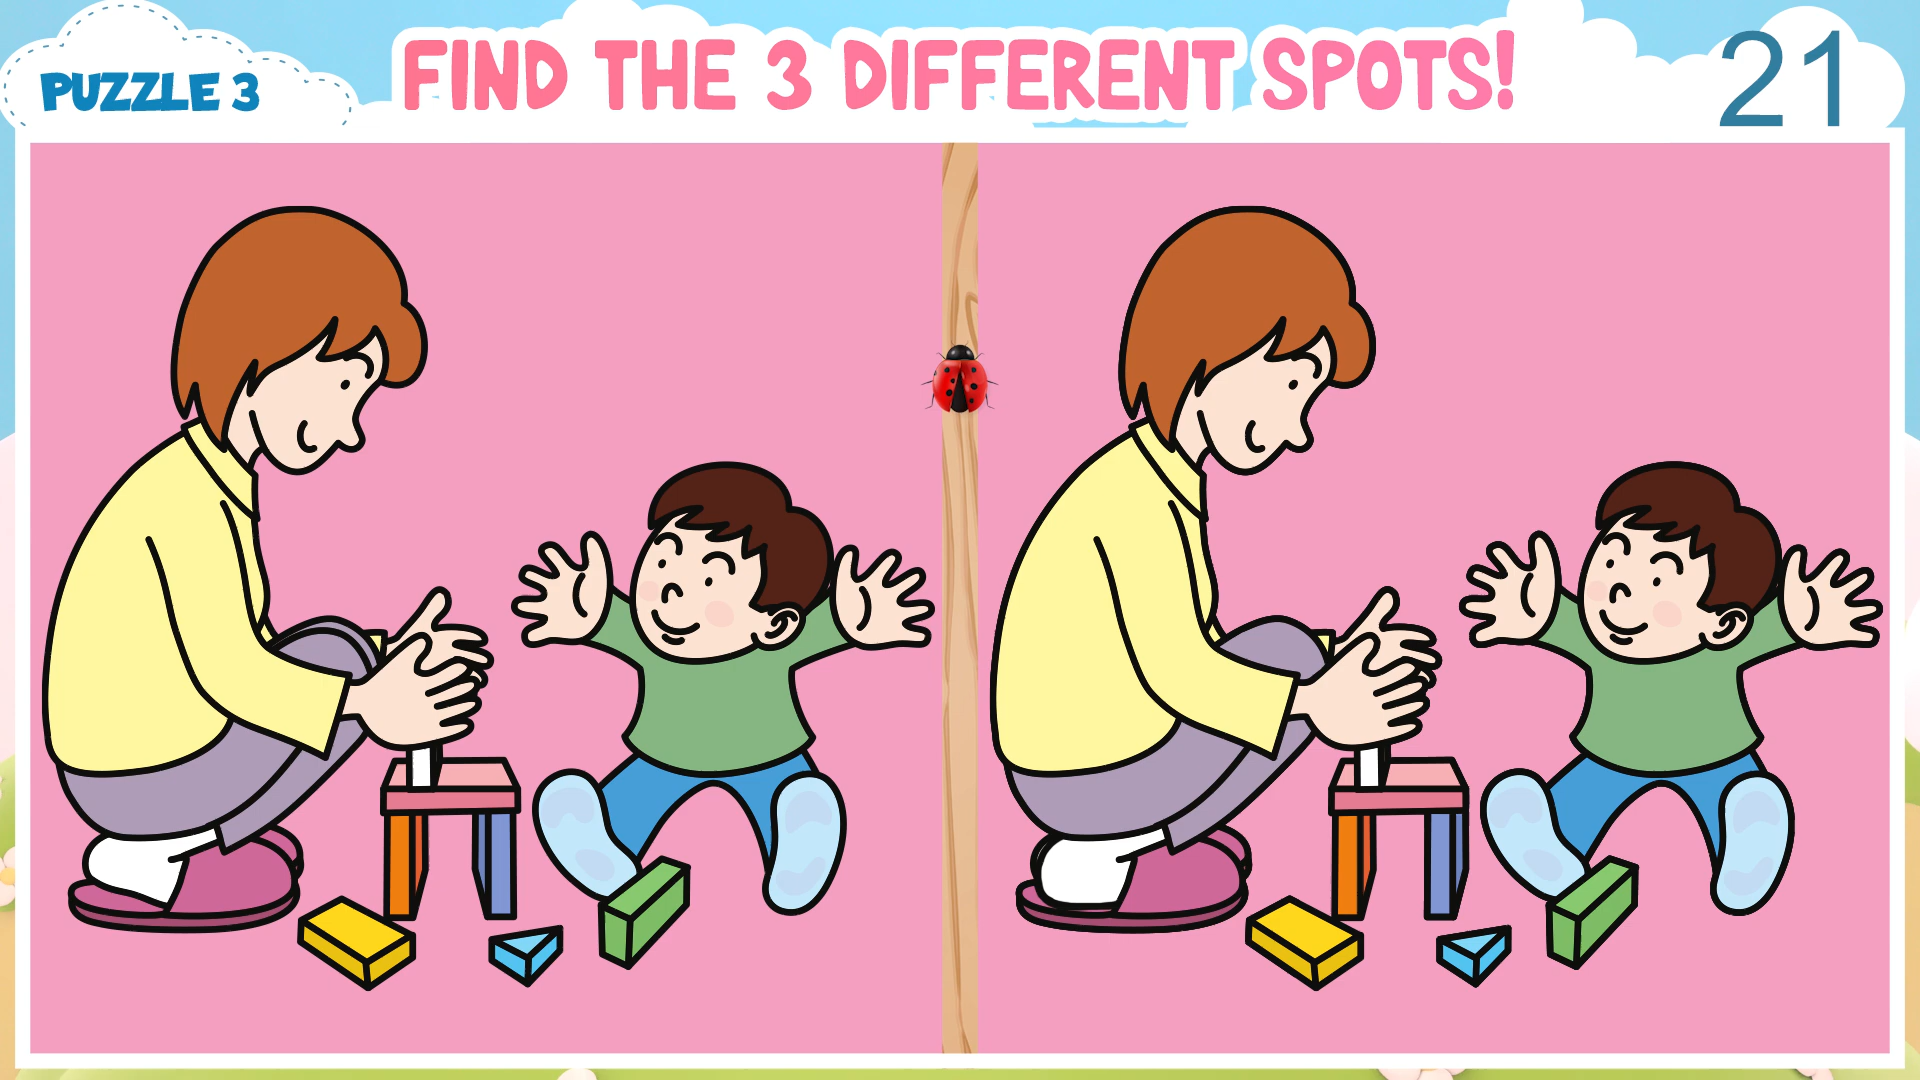 PUZZLE 3
FIND THE 3 DIFFERENT SPOTS!
21